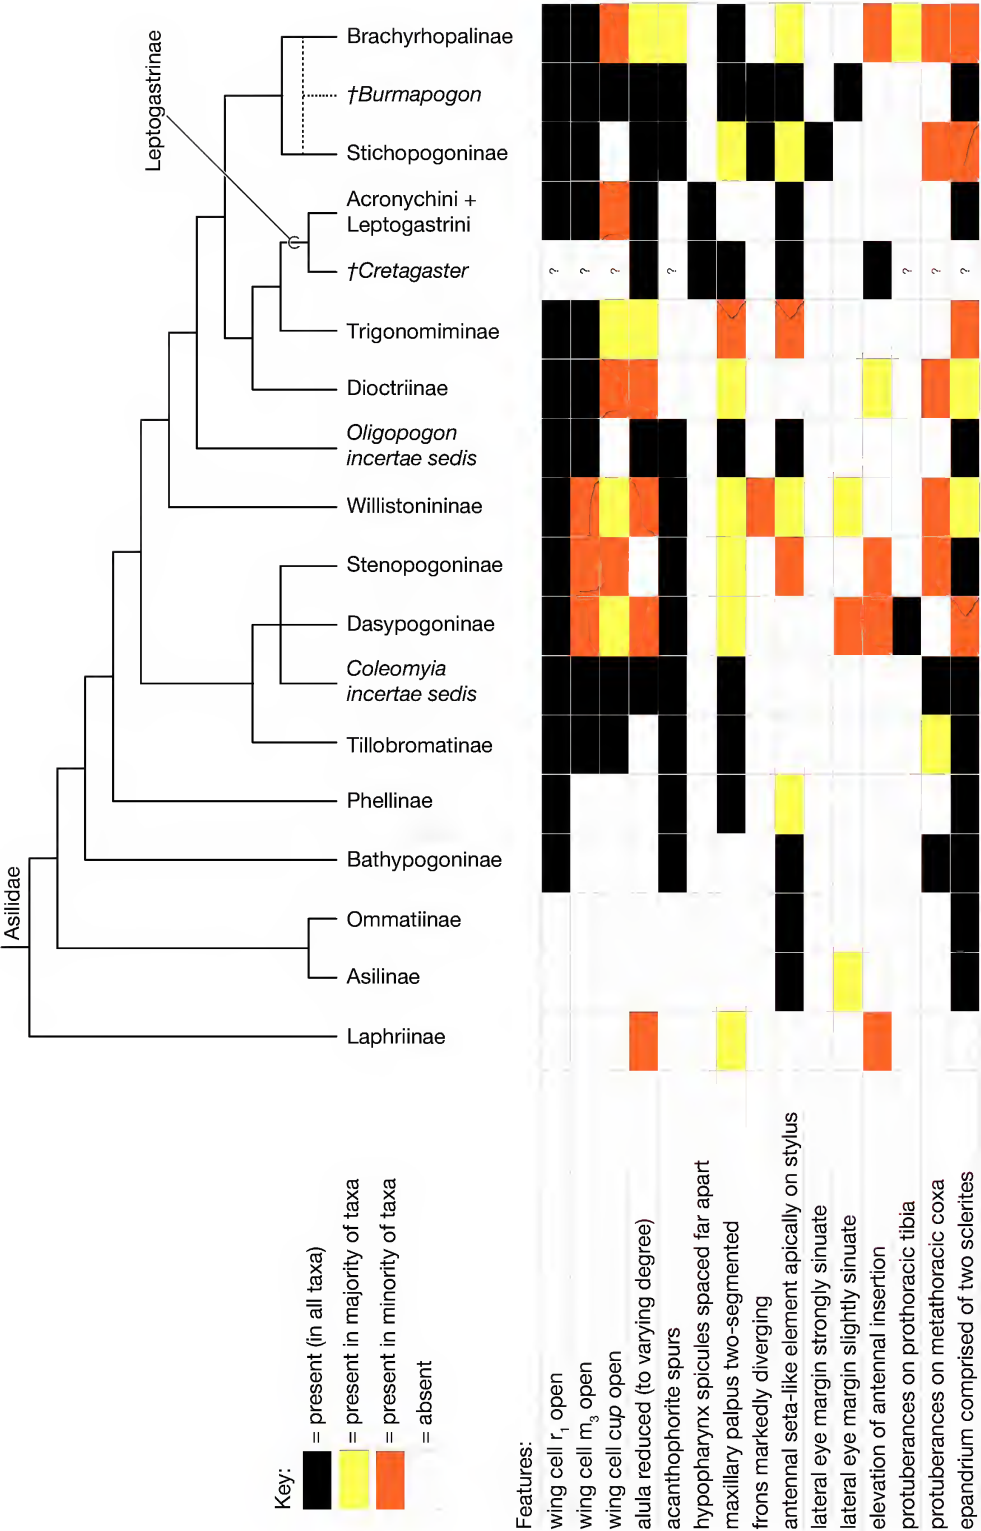 Asilidae
Leptogastrinae
Brachyrhopalinae
†Burmapogon
Stichopogoninae
Acronychini +
Leptogastrini
†Cretagaster
Trigonomiminae
Dioctriinae
Oligopogon
incertae sedis
Willistonininae
Stenopogoninae
Dasypogoninae
Coleomyia
incertae sedis
Tillobromatinae
Phellinae
Bathypogoninae
Ommatiinae
Asilinae
Laphriinae
? ? ? ? ? ? ?
Key:
= present (in all taxa)
= present in majority of taxa
= present in minority of taxa
= absent
Features:
wing cell r1 open
wing cell m3 open
wing cell cup open
alula reduced (to varying degree)
acanthophorite spurs
hypopharynx spicules spaced far apart
maxillary palpus two-segmented
frons markedly diverging
antennal seta-like element apically on stylus
lateral eye margin strongly sinuate
lateral eye margin slightly sinuate
elevation of antennal insertion
protuberances on prothoracic tibia
protuberances on metathoracic coxa
epandrium comprised of two sclerites